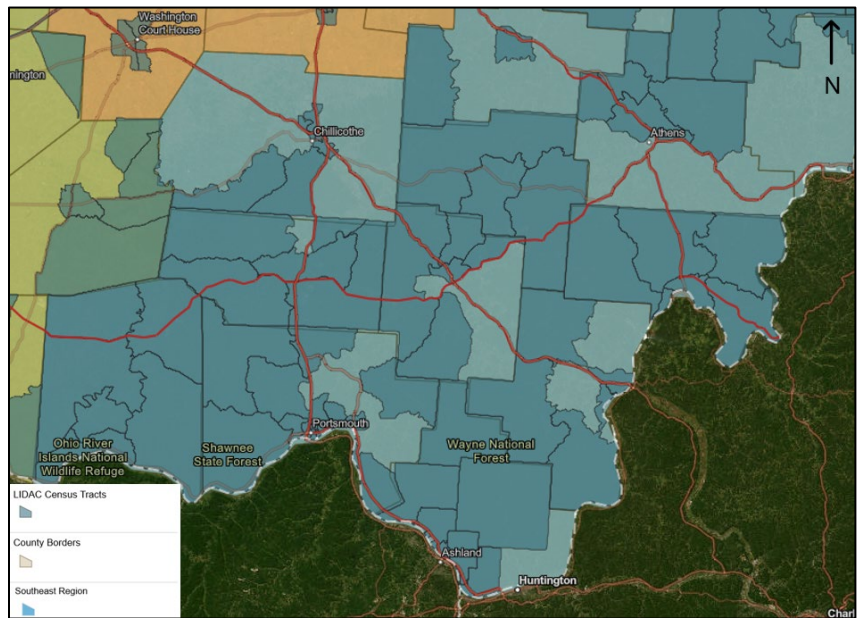 Washington
Court House
N
nington
Chillicothe
Athens
Portsmouth
Ohio River
Islands National
Wildlife Refuge
Shawnee
State Forest
Wayne National
Forest
LIDAC Census Tracts
County Borders
Ashland
Huntington
Southeast Region
Charl